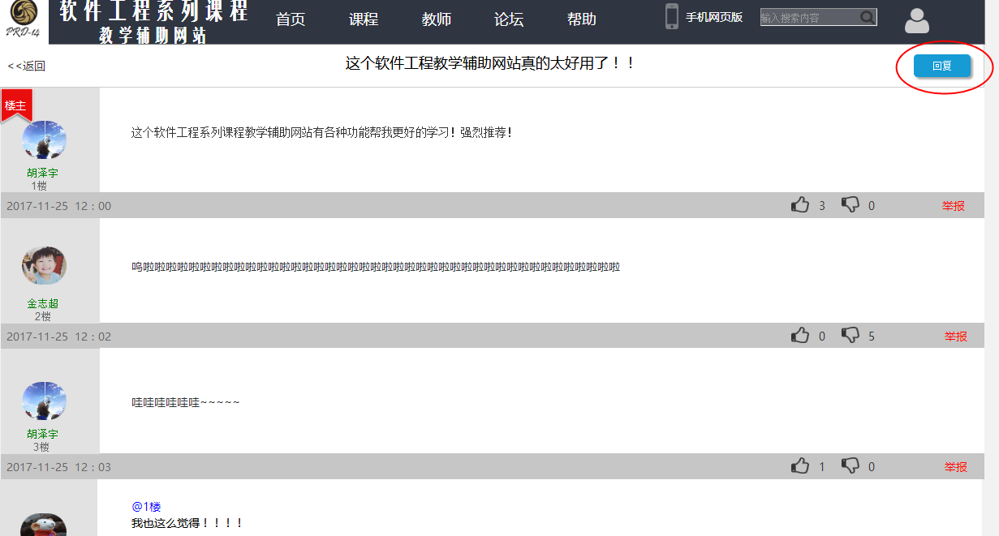 软件工程系列课程
教学辅助网站
PRD-14
首页 课程 教师 论坛 帮助 手机网页版 输入搜索内容
<<返回 这个软件工程教学辅助网站真的太好用了！！ 回复
楼主
这个软件工程系列课程教学辅助网站有各种功能帮我更好的学习！强烈推荐！
胡泽宇
1楼
2017-11-25 12：00 3 0 举报
呜啦啦啦啦啦啦啦啦啦啦啦啦啦啦啦啦啦啦啦啦啦啦啦啦啦啦啦啦啦啦啦啦啦啦啦啦啦啦啦啦啦啦
金志超
2楼
2017-11-25 12：02 0 5 举报
哇哇哇哇哇哇~~~~~
胡泽宇
3楼
2017-11-25 12：03 1 0 举报
@1楼
我也这么觉得！！！！